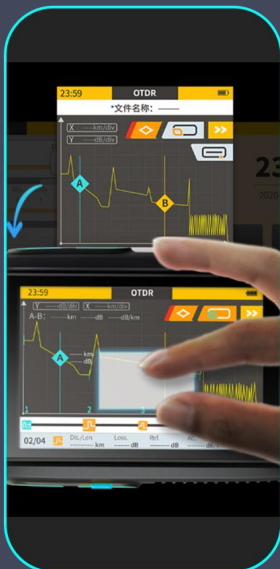 23:59 OTDR
*文件名称：
X ------km/div
Y ------dB/div
A
B
23:59 OTDR
Y ------dB/div X ------km/div
A-B: ------km ------dB ------dB/km
A
------km
------dB
1 2 3
02/04 Dis./Len Loss. Ref.
------km ------dB ------dB